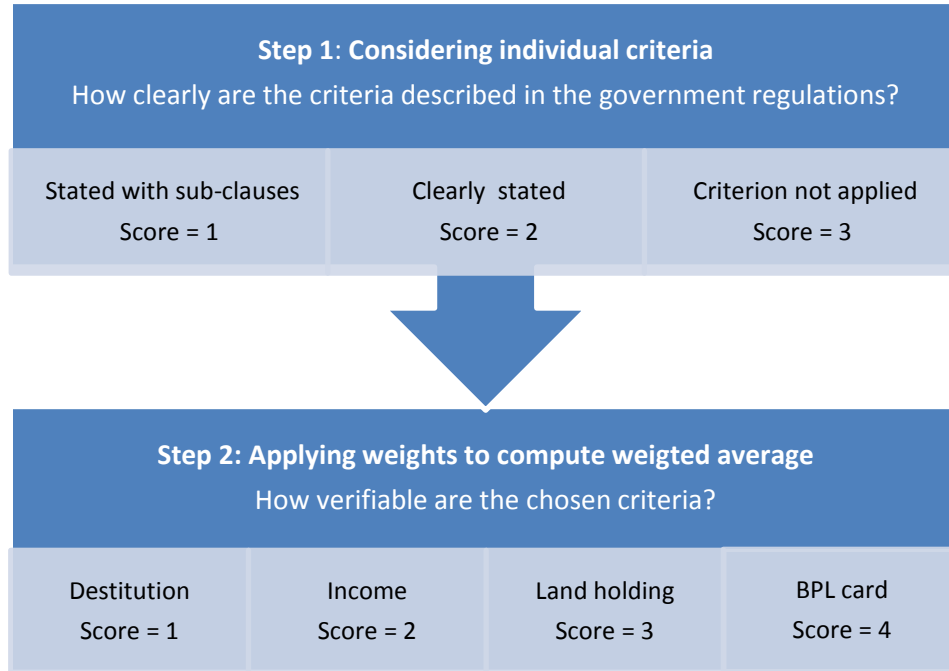 Step 1: Considering individual criteria
How clearly are the criteria described in the government regulations?
Stated with sub-clauses
Score = 1
Clearly stated
Score = 2
Criterion not applied
Score = 3
Step 2: Applying weights to compute weigted average
How verifiable are the chosen criteria?
Destitution
Score = 1
Income
Score = 2
Land holding
Score = 3
BPL card
Score = 4